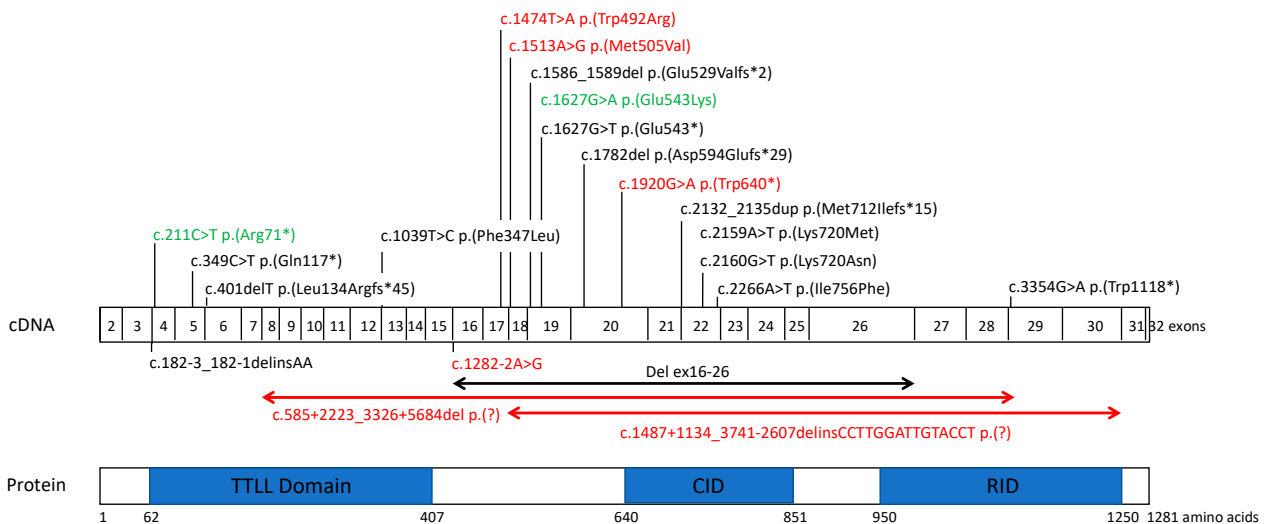 c.1474T>A p.(Trp492Arg)
c.1513A>G p.(Met505Val)
c.1586_1589del p.(Glu529Valfs*2)
c.1627G>A p.(Glu543Lys)
c.1627G>T p.(Glu543*)
c.1782del p.(Asp594Glufs*29)
c.1920G>A p.(Trp640*)
c.2132_2135dup p.(Met712Ilefs*15)
c.211C>T p.(Arg71*)
c.1039T>C p.(Phe347Leu)
c.2159A>T p.(Lys720Met)
c.349C>T p.(Gln117*)
c.2160G>T p.(Lys720Asn)
c.401delT p.(Leu134Argfs*45)
c.2266A>T p.(Ile756Phe)
c.3354G>A p.(Trp1118*)
cDNA 2 3 4 5 6 7 8 9 10 11 12 13 14 15 16 17 18 19 20 21 22 23 24 25 26 27 28 29 30 31 32 exons
c.182-3_182-1delinsAA
c.1282-2A>G
Del ex16-26
c.585+2223_3326+5684del p.(?)
c.1487+1134_3741-2607delinsCCTTGGATTGTACCT p.(?)
Protein TTLL Domain CID RID
1 62 407 640 851 950 1250 1281 amino acids